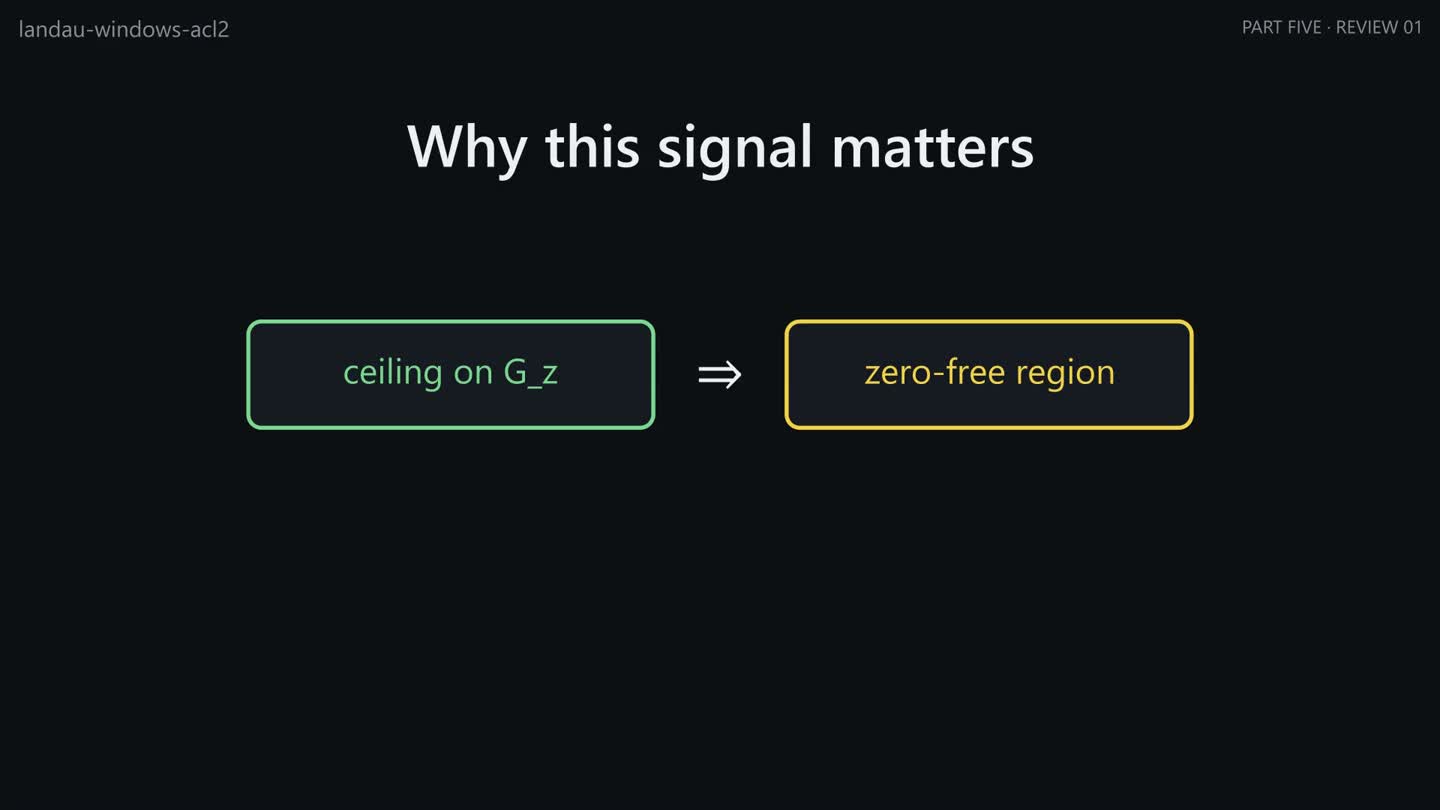 landau-windows-acl2
PART FIVE · REVIEW 01
Why this signal matters
ceiling on G_z ⇒ zero-free region